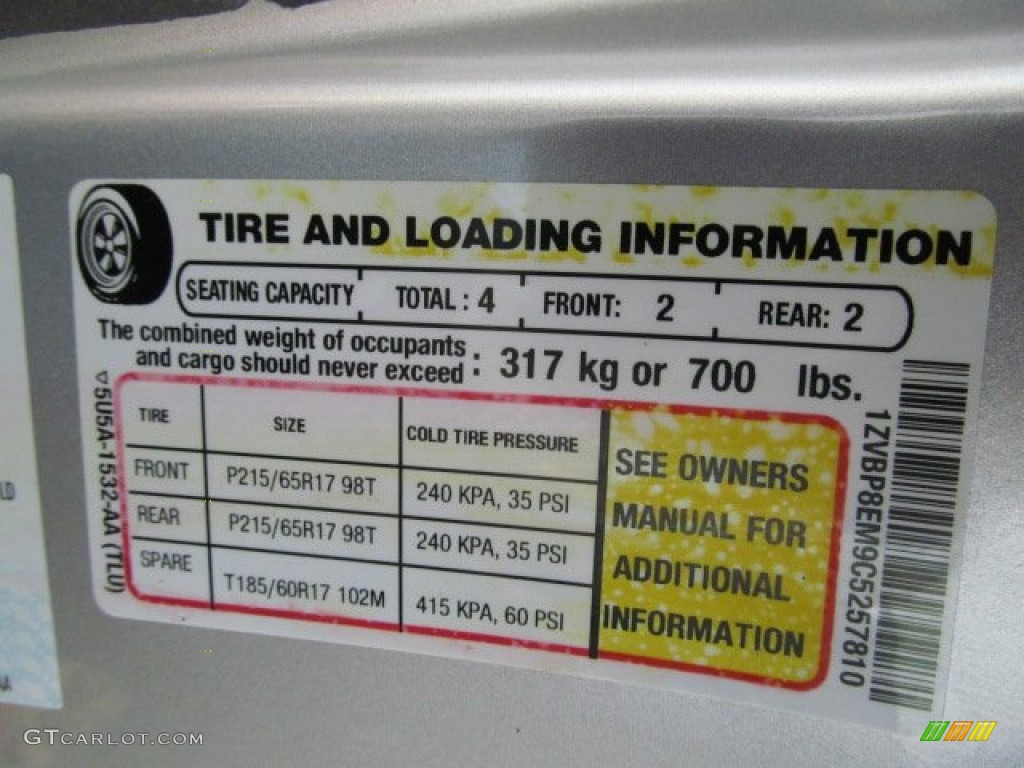 TIRE AND LOADING INFORMATION
SEATING CAPACITY TOTAL : 4 FRONT: 2 REAR: 2
The combined weight of occupants
and cargo should never exceed : 317 kg or 700 lbs.
TIRE SIZE COLD TIRE PRESSURE
FRONT P215/65R17 98T 240 KPA, 35 PSI
REAR P215/65R17 98T 240 KPA, 35 PSI
SPARE T185/60R17 102M 415 KPA, 60 PSI
SEE OWNERS
MANUAL FOR
ADDITIONAL
INFORMATION
5U5A-1532-AA (TLU)
1ZVBP8EM9C5257810
GTCARLOT.COM